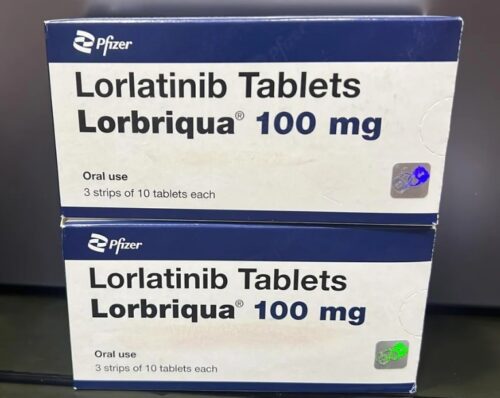 Pfizer
Lorlatinib Tablets
Lorbriqua® 100 mg
Oral use
3 strips of 10 tablets each
Pfizer
Lorlatinib Tablets
Lorbriqua® 100 mg
Oral use
3 strips of 10 tablets each